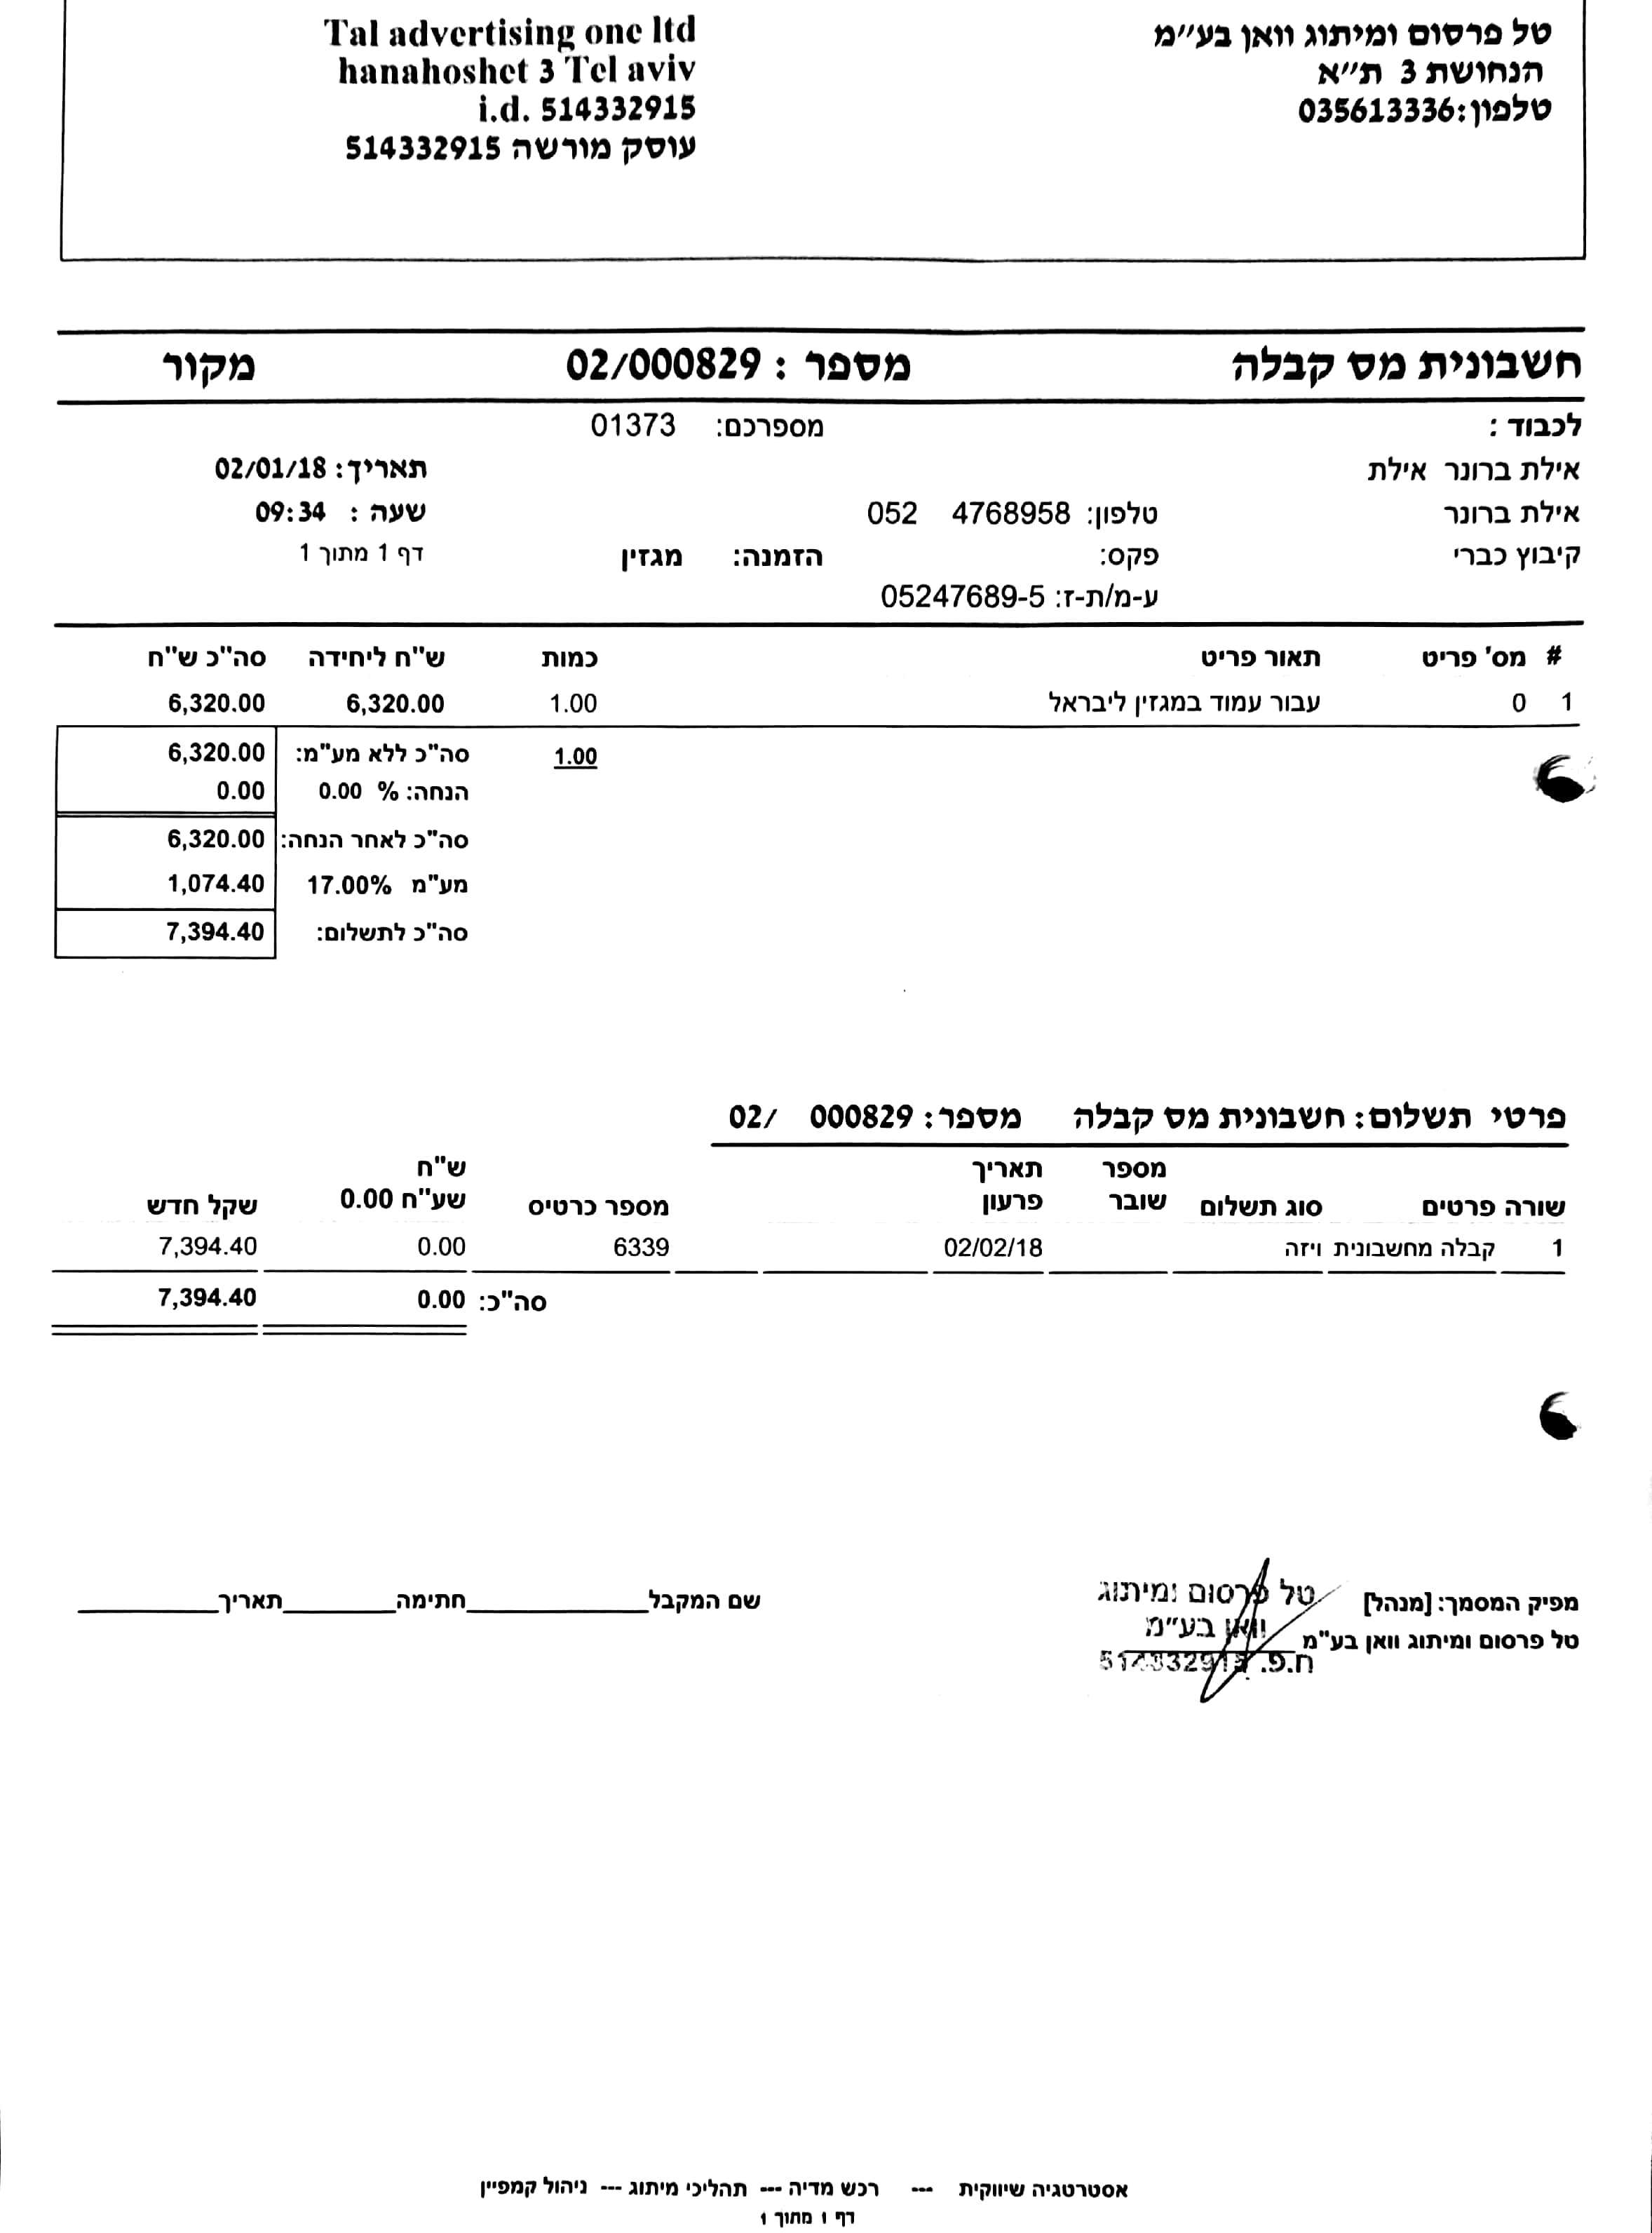 טל פרסום ומיתוג וואן בע"מ
הנחושת 3 ת"א
טלפון:035613336
Tal advertising one ltd
hanahoshet 3 Tel aviv
i.d. 514332915
עוסק מורשה 514332915
חשבונית מס קבלה מספר : 02/000829 מקור
לכבוד : מספרכם: 01373
אילת ברונר אילת תאריך: 02/01/18
אילת ברונר טלפון: 052 4768958 שעה : 09:34
קיבוץ כברי פקס: הזמנה: מגזין דף 1 מתוך 1
ע-מ/ת-ז: 05247689-5
# מס' פריט תאור פריט כמות ש"ח ליחידה סה"כ ש"ח
1 0 עבור עמוד במגזין ליבראל 1.00 6,320.00 6,320.00
1.00 סה"כ ללא מע"מ: 6,320.00
הנחה: % 0.00 0.00
סה"כ לאחר הנחה: 6,320.00
מע"מ 17.00% 1,074.40
סה"כ לתשלום: 7,394.40
פרטי תשלום: חשבונית מס קבלה מספר: 000829 /02
מספר תאריך ש"ח
שורה פרטים סוג תשלום שובר פרעון מספר כרטיס שע"ח 0.00 שקל חדש
1 קבלה מחשבונית ויזה 02/02/18 6339 0.00 7,394.40
סה"כ: 0.00 7,394.40
מפיק המסמך: [מנהל] שם המקבל______ חתימה______ תאריך______
טל פרסום ומיתוג וואן בע"מ
טל פרסום ומיתוג
וואן בע"מ
ח.פ. 514332915
אסטרטגיה שיווקית --- רכש מדיה --- תהליכי מיתוג --- ניהול קמפיין
דף 1 מתוך 1